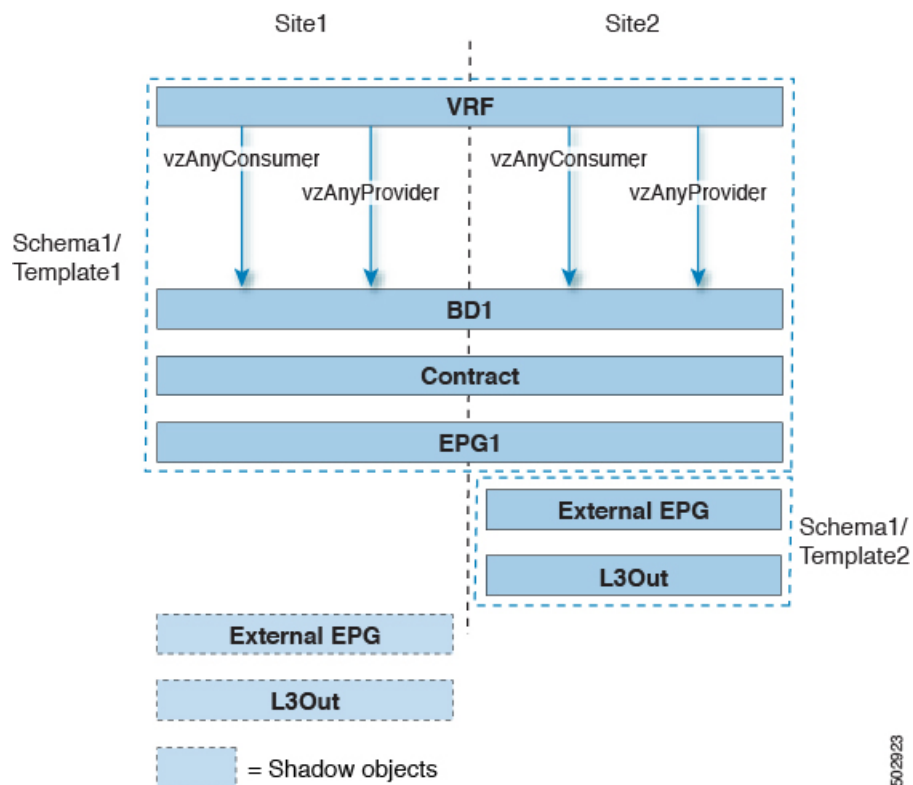 Site1
Site2
VRF
vzAnyConsumer
vzAnyProvider
vzAnyConsumer
vzAnyProvider
Schema1/
Template1
BD1
Contract
EPG1
External EPG
L3Out
Schema1/
Template2
External EPG
L3Out
= Shadow objects
502923